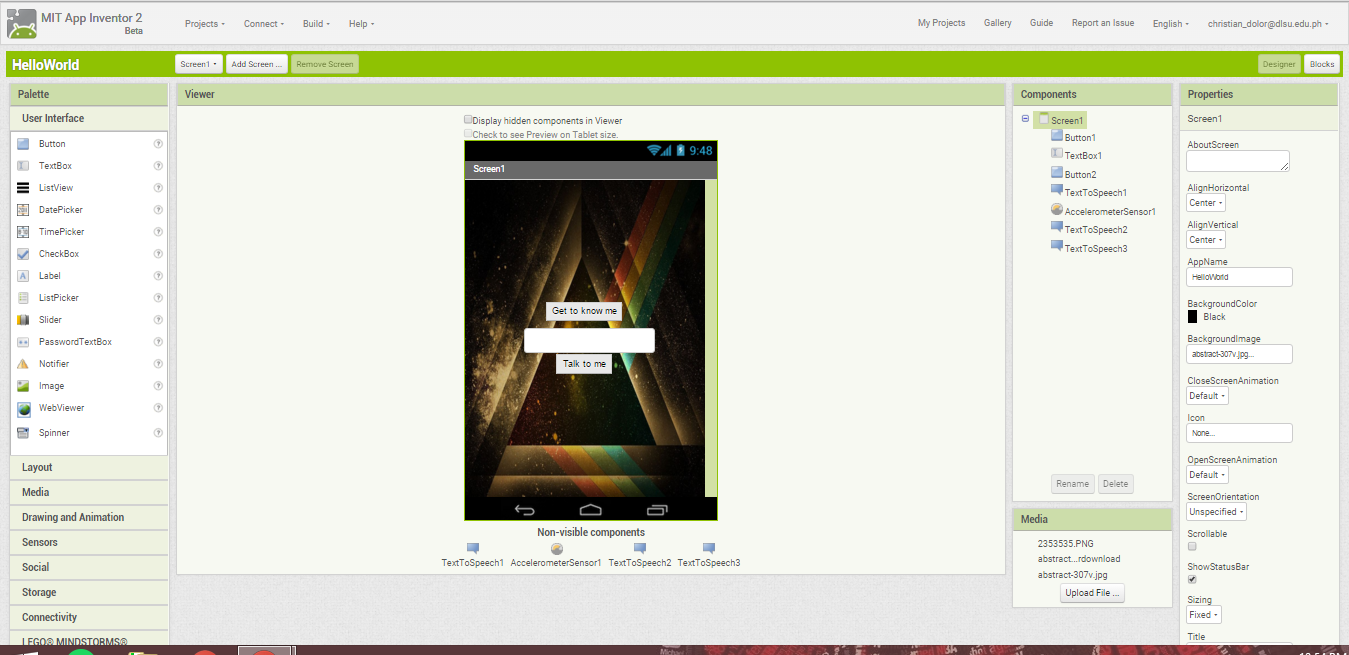 MIT App Inventor 2
Beta
Projects Connect Build Help
My Projects Gallery Guide Report an Issue English christian_dolor@dlsu.edu.ph
HelloWorld
Screen1 Add Screen ... Remove Screen
Designer Blocks
Palette
User Interface
Button
TextBox
ListView
DatePicker
TimePicker
CheckBox
Label
ListPicker
Slider
PasswordTextBox
Notifier
Image
WebViewer
Spinner
Layout
Media
Drawing and Animation
Sensors
Social
Storage
Connectivity
LEGO® MINDSTORMS®
Viewer
Display hidden components in Viewer
Check to see Preview on Tablet size.
9:48
Screen1
Get to know me
Talk to me
Non-visible components
TextToSpeech1 AccelerometerSensor1 TextToSpeech2 TextToSpeech3
Components
Screen1
Button1
TextBox1
Button2
TextToSpeech1
AccelerometerSensor1
TextToSpeech2
TextToSpeech3
Rename Delete
Media
2353535.PNG
abstract...rdownload
abstract-307v.jpg
Upload File ...
Properties
Screen1
AboutScreen
AlignHorizontal
Center
AlignVertical
Center
AppName
HelloWorld
BackgroundColor
Black
BackgroundImage
abstract-307v.jpg...
CloseScreenAnimation
Default
Icon
None...
OpenScreenAnimation
Default
ScreenOrientation
Unspecified
Scrollable
ShowStatusBar
Sizing
Fixed
Title